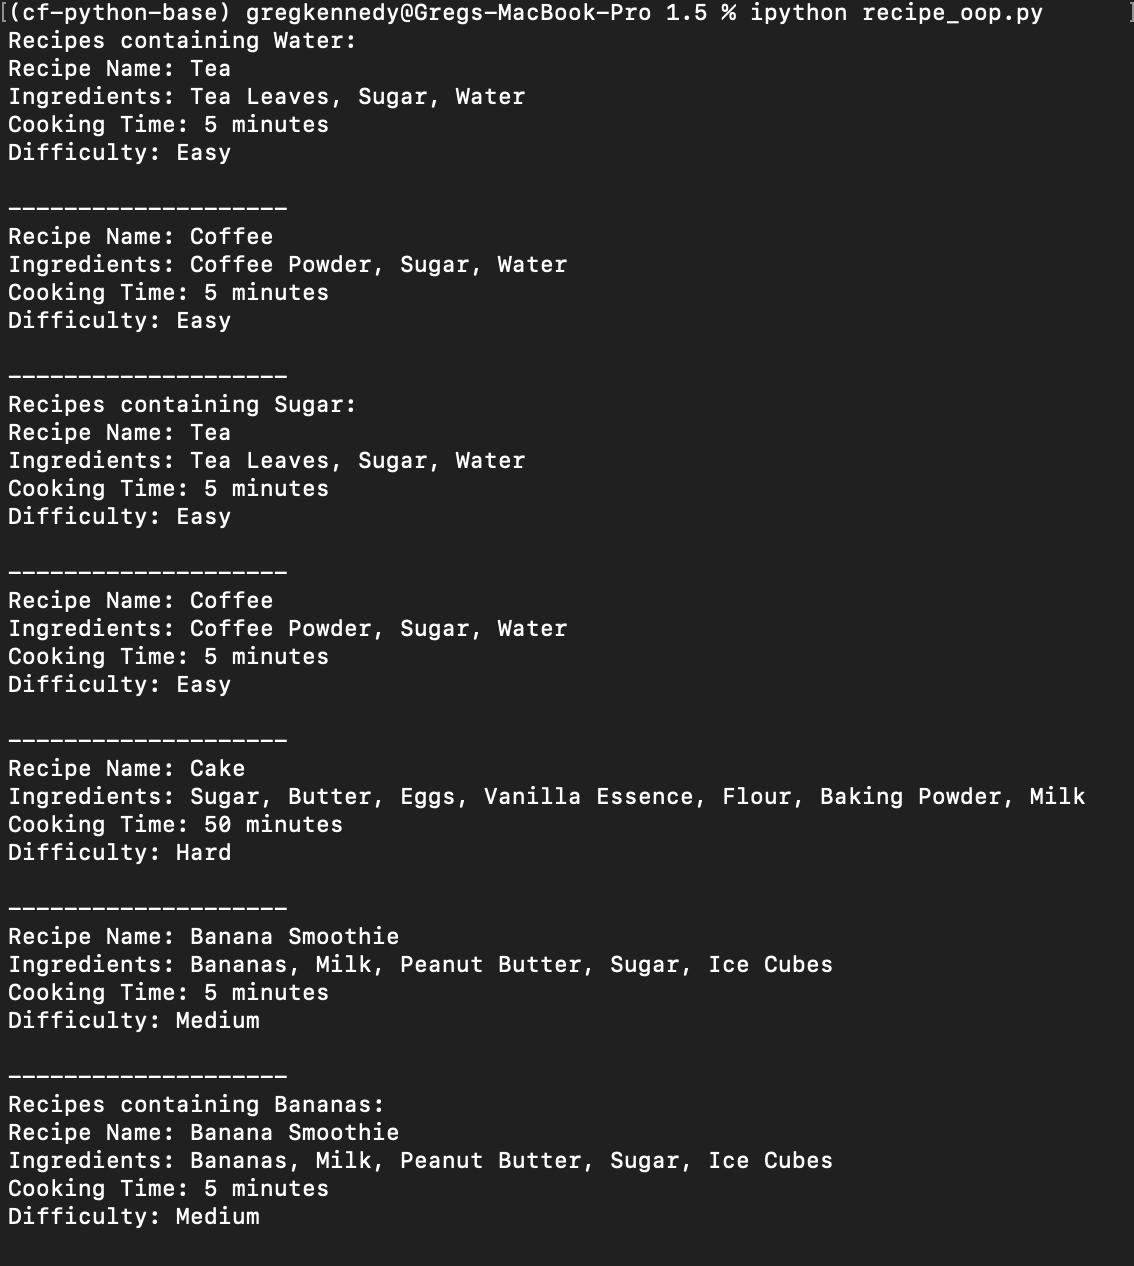 [(cf-python-base) gregkennedy@Gregs-MacBook-Pro 1.5 % ipython recipe_oop.py ]
Recipes containing Water:
Recipe Name: Tea
Ingredients: Tea Leaves, Sugar, Water
Cooking Time: 5 minutes
Difficulty: Easy

--------------------
Recipe Name: Coffee
Ingredients: Coffee Powder, Sugar, Water
Cooking Time: 5 minutes
Difficulty: Easy

--------------------
Recipes containing Sugar:
Recipe Name: Tea
Ingredients: Tea Leaves, Sugar, Water
Cooking Time: 5 minutes
Difficulty: Easy

--------------------
Recipe Name: Coffee
Ingredients: Coffee Powder, Sugar, Water
Cooking Time: 5 minutes
Difficulty: Easy

--------------------
Recipe Name: Cake
Ingredients: Sugar, Butter, Eggs, Vanilla Essence, Flour, Baking Powder, Milk
Cooking Time: 50 minutes
Difficulty: Hard

--------------------
Recipe Name: Banana Smoothie
Ingredients: Bananas, Milk, Peanut Butter, Sugar, Ice Cubes
Cooking Time: 5 minutes
Difficulty: Medium

--------------------
Recipes containing Bananas:
Recipe Name: Banana Smoothie
Ingredients: Bananas, Milk, Peanut Butter, Sugar, Ice Cubes
Cooking Time: 5 minutes
Difficulty: Medium